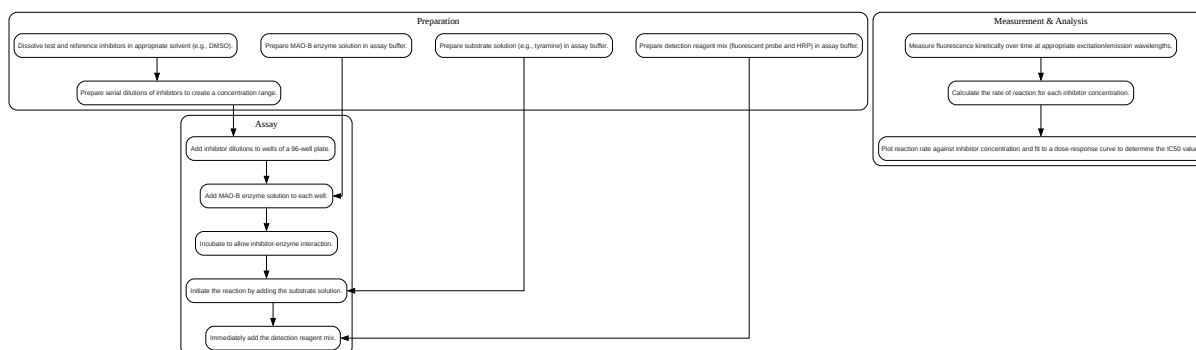 Preparation
Dissolve test and reference inhibitors in appropriate solvent (e.g., DMSO).
Prepare MAO-B enzyme solution in assay buffer.
Prepare substrate solution (e.g., tyramine) in assay buffer.
Prepare detection reagent mix (fluorescent probe and HRP) in assay buffer.
Prepare serial dilutions of inhibitors to create a concentration range.
Assay
Add inhibitor dilutions to wells of a 96-well plate.
Add MAO-B enzyme solution to each well.
Incubate to allow inhibitor-enzyme interaction.
Initiate the reaction by adding the substrate solution.
Immediately add the detection reagent mix.
Measurement & Analysis
Measure fluorescence kinetically over time at appropriate excitation/emission wavelengths.
Calculate the rate of reaction for each inhibitor concentration.
Plot reaction rate against inhibitor concentration and fit to a dose-response curve to determine the IC50 value